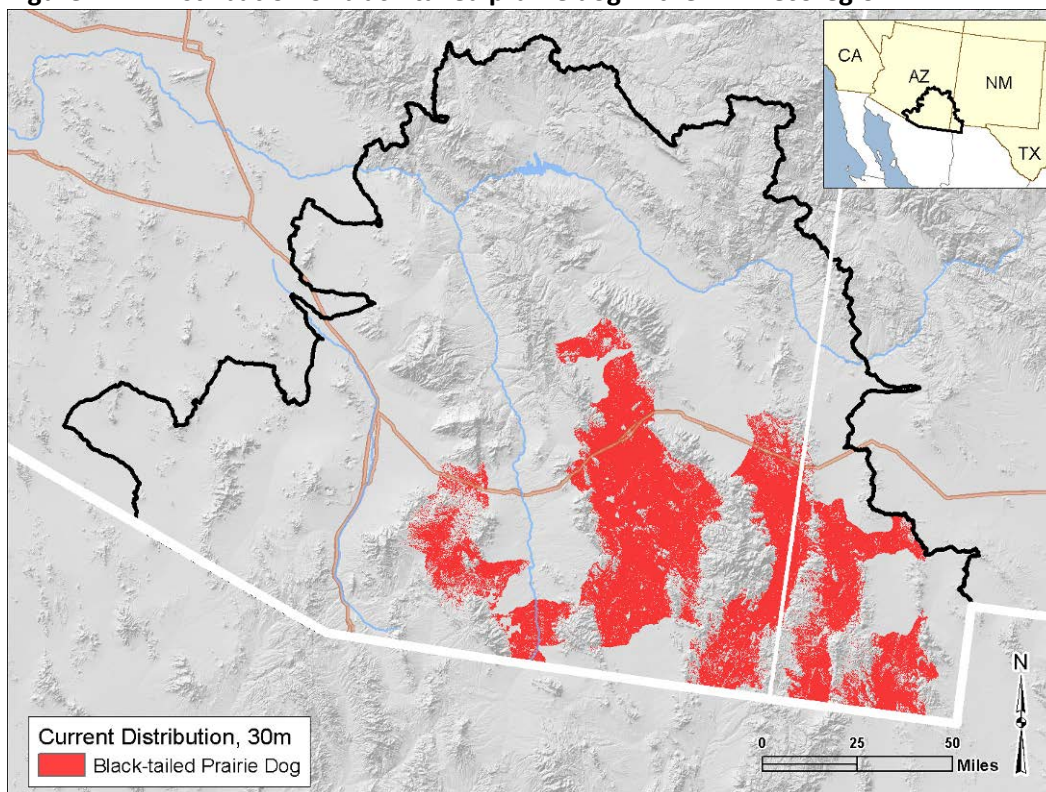 CA
AZ
NM
TX
N
Current Distribution, 30m
Black-tailed Prairie Dog
0 25 50
Miles